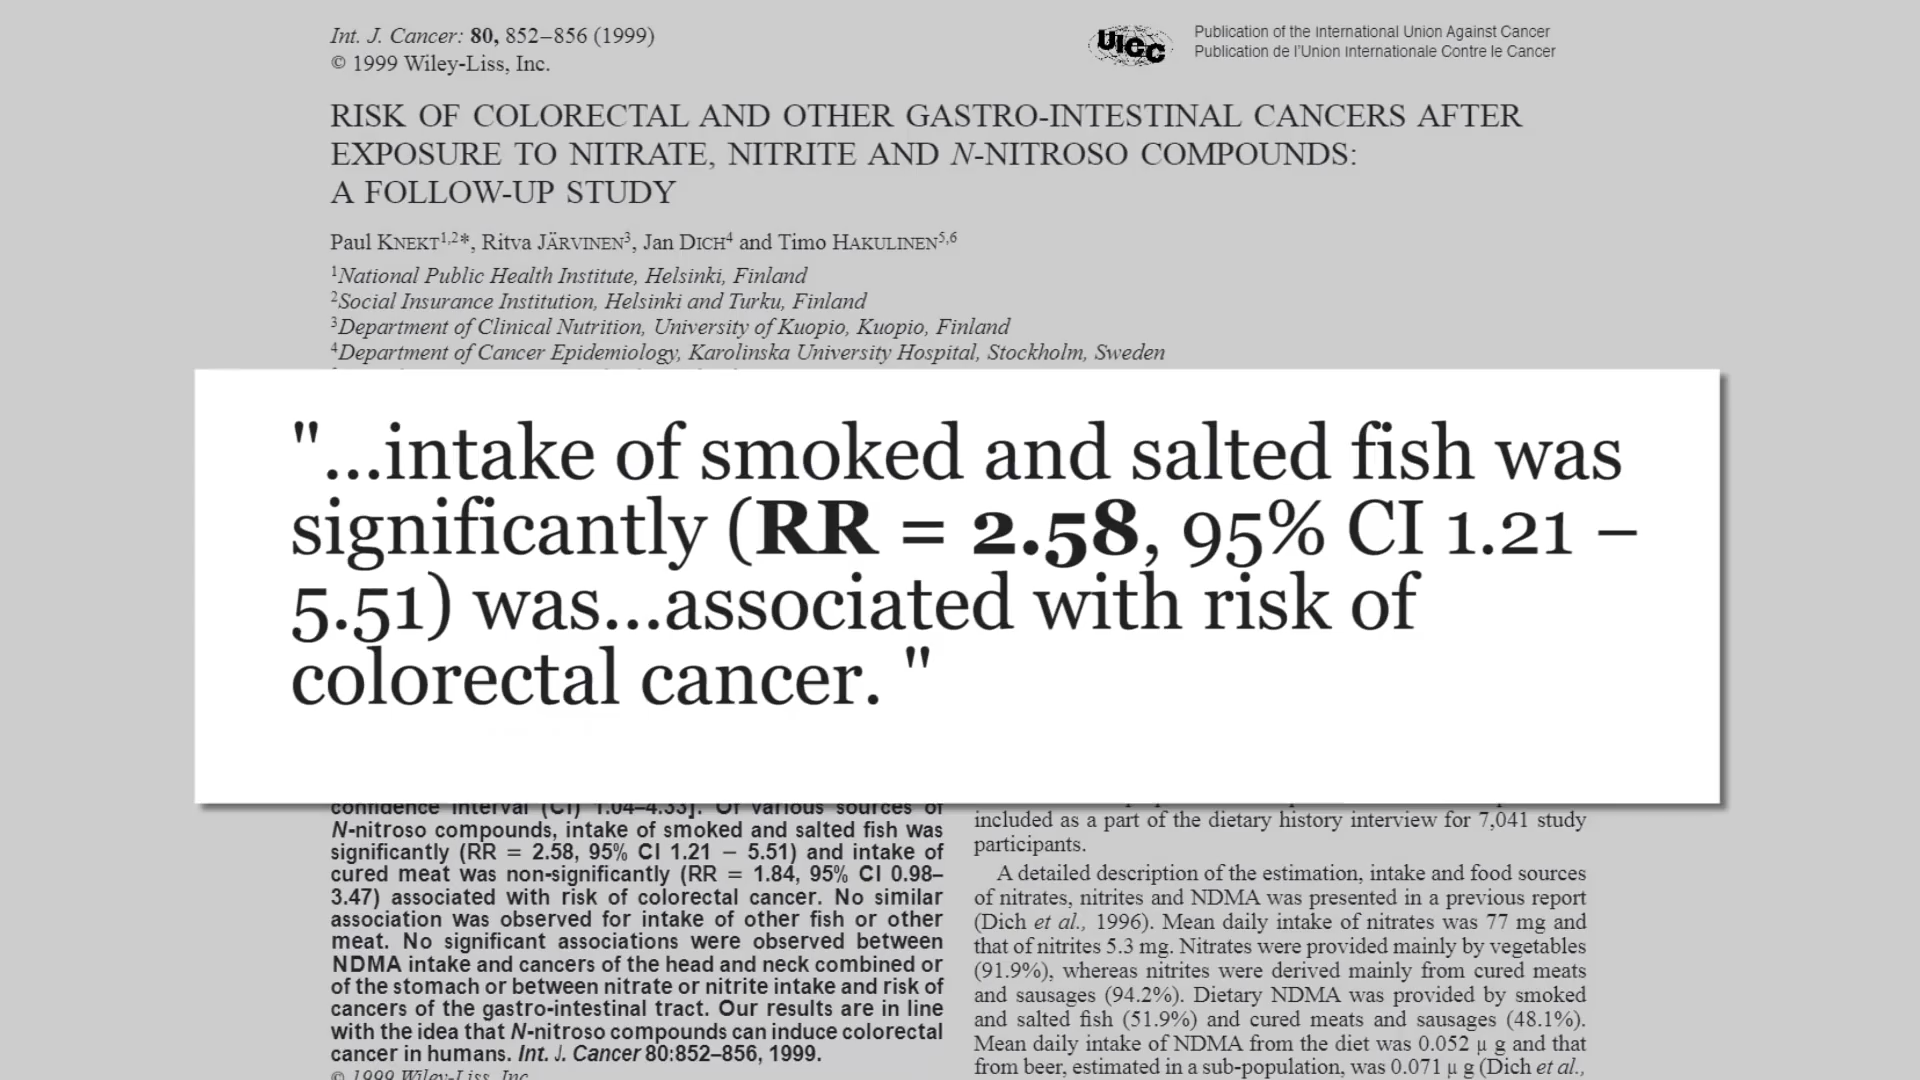 Int. J. Cancer: 80, 852–856 (1999)
© 1999 Wiley-Liss, Inc.
UICC
Publication of the International Union Against Cancer
Publication de l'Union Internationale Contre le Cancer
RISK OF COLORECTAL AND OTHER GASTRO-INTESTINAL CANCERS AFTER
EXPOSURE TO NITRATE, NITRITE AND N-NITROSO COMPOUNDS:
A FOLLOW-UP STUDY
Paul KNEKT1,2*, Ritva JÄRVINEN3, Jan DICH4 and Timo HAKULINEN5,6
1National Public Health Institute, Helsinki, Finland
2Social Insurance Institution, Helsinki and Turku, Finland
3Department of Clinical Nutrition, University of Kuopio, Kuopio, Finland
4Department of Cancer Epidemiology, Karolinska University Hospital, Stockholm, Sweden
"...intake of smoked and salted fish was
significantly (RR = 2.58, 95% CI 1.21 –
5.51) was...associated with risk of
colorectal cancer. "
confidence interval (CI) 1.04–4.33]. Of various sources of
N-nitroso compounds, intake of smoked and salted fish was
significantly (RR = 2.58, 95% CI 1.21 – 5.51) and intake of
cured meat was non-significantly (RR = 1.84, 95% CI 0.98–
3.47) associated with risk of colorectal cancer. No similar
association was observed for intake of other fish or other
meat. No significant associations were observed between
NDMA intake and cancers of the head and neck combined or
of the stomach or between nitrate or nitrite intake and risk of
cancers of the gastro-intestinal tract. Our results are in line
with the idea that N-nitroso compounds can induce colorectal
cancer in humans. Int. J. Cancer 80:852–856, 1999.
© 1999 Wiley-Liss, Inc.
included as a part of the dietary history interview for 7,041 study
participants.
A detailed description of the estimation, intake and food sources
of nitrates, nitrites and NDMA was presented in a previous report
(Dich et al., 1996). Mean daily intake of nitrates was 77 mg and
that of nitrites 5.3 mg. Nitrates were provided mainly by vegetables
(91.9%), whereas nitrites were derived mainly from cured meats
and sausages (94.2%). Dietary NDMA was provided by smoked
and salted fish (51.9%) and cured meats and sausages (48.1%).
Mean daily intake of NDMA from the diet was 0.052 µ g and that
from beer, estimated in a sub-population, was 0.071 µ g (Dich et al.,